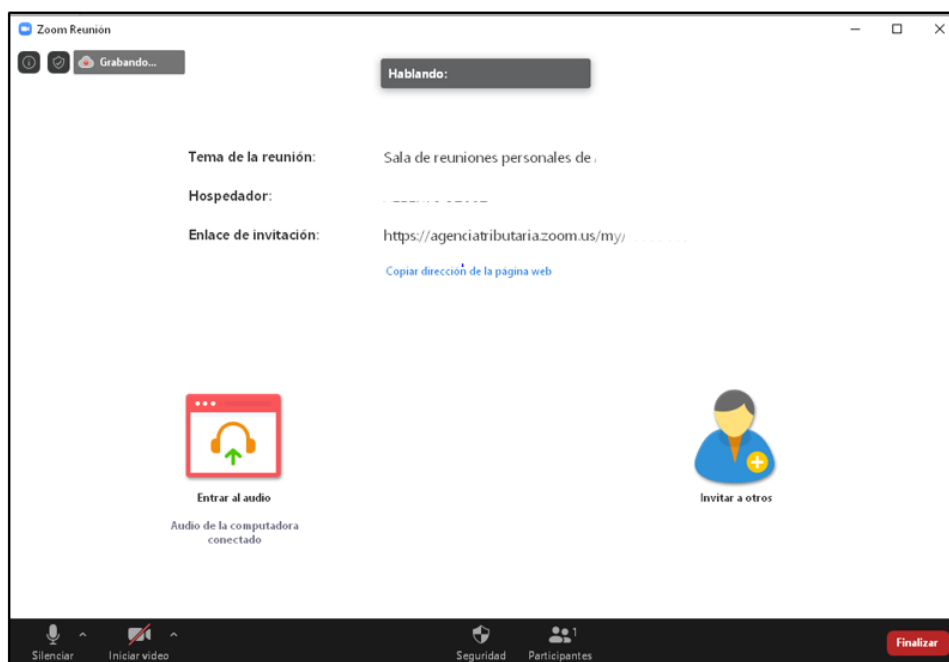 Zoom Reunión
Grabando...
Hablando:
Tema de la reunión: Sala de reuniones personales de
Hospedador:
Enlace de invitación: https://agenciatributaria.zoom.us/my/
Copiar dirección de la página web
Entrar al audio
Invitar a otros
Audio de la computadora
conectado
1
Silenciar
Iniciar video
Seguridad
Participantes
Finalizar